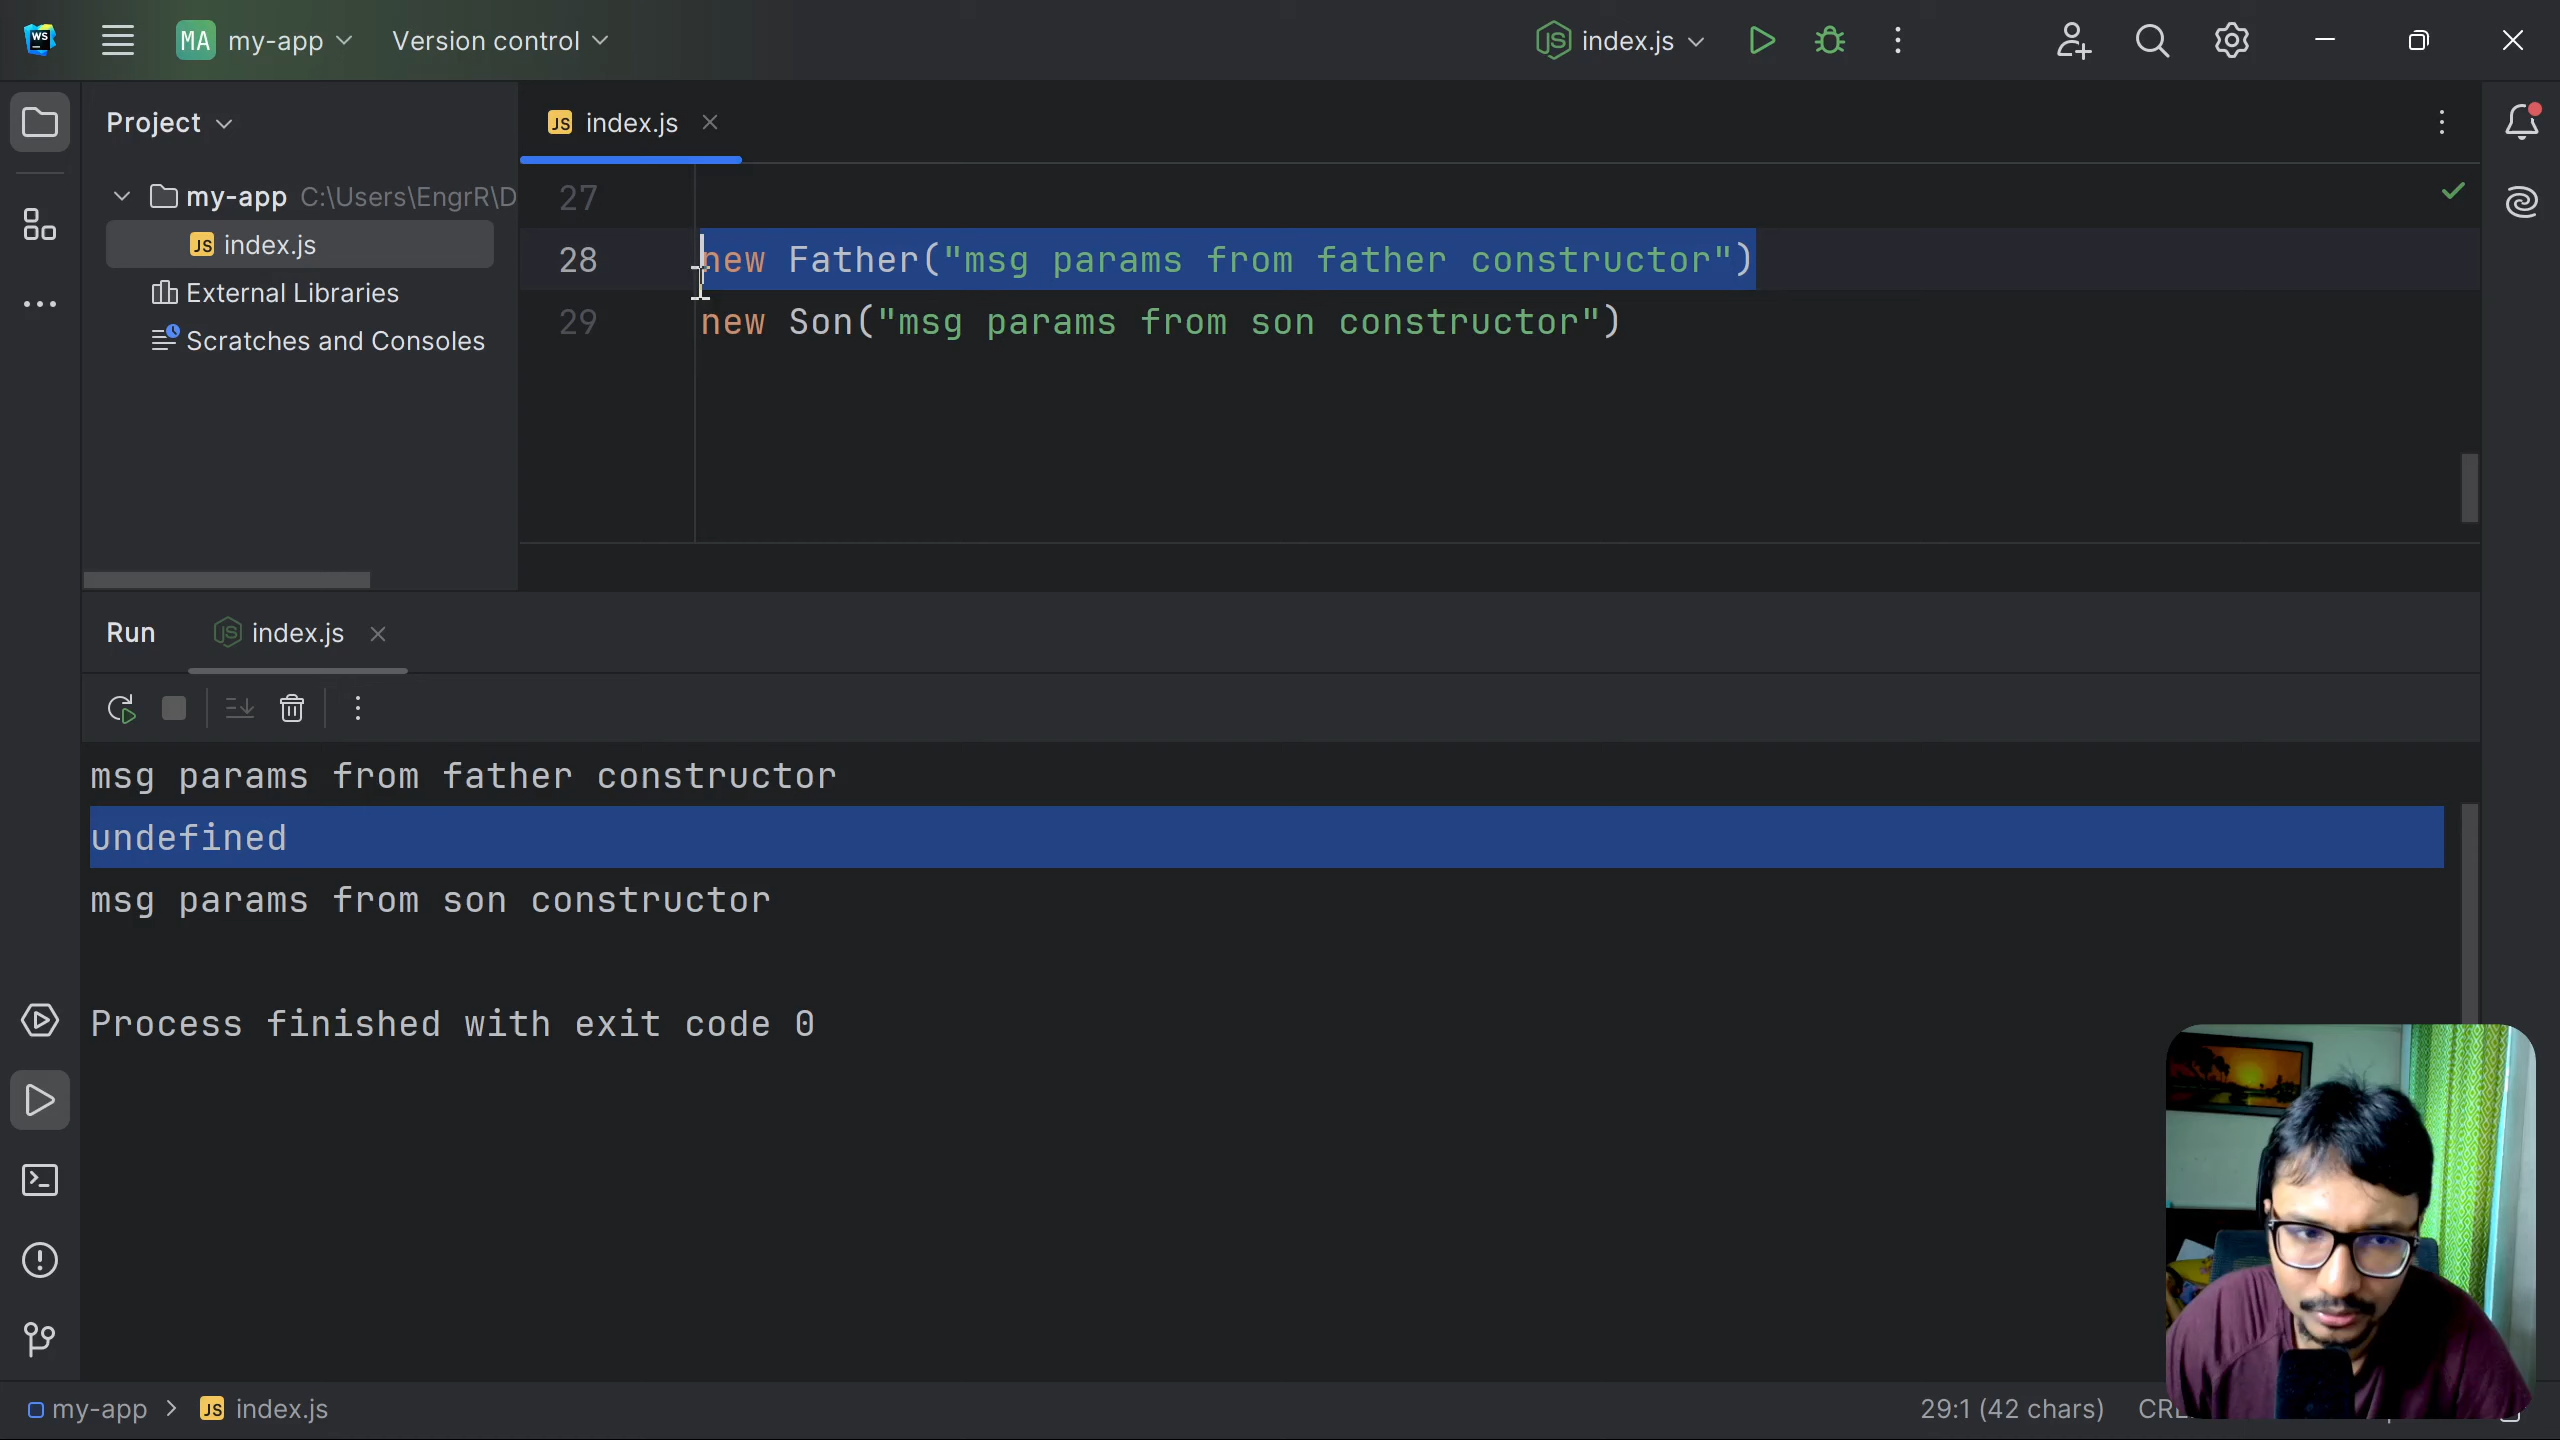 WS
MA my-app Version control
index.js
Project
index.js
my-app C:\Users\EngrR\D
index.js
External Libraries
Scratches and Consoles
27
28 new Father("msg params from father constructor")
29 new Son("msg params from son constructor")
Run index.js
msg params from father constructor
undefined
msg params from son constructor
Process finished with exit code 0
my-app > JS index.js
29:1 (42 chars)